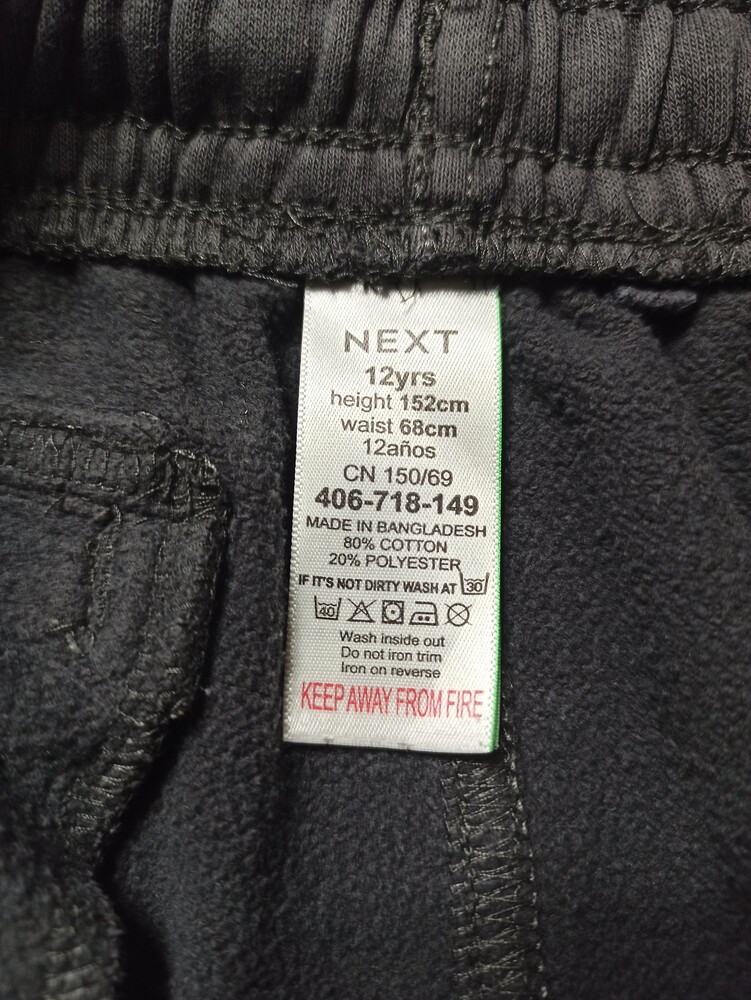 NEXT
12yrs
height 152cm
waist 68cm
12años
CN 150/69
406-718-149
MADE IN BANGLADESH
80% COTTON
20% POLYESTER
IF IT'S NOT DIRTY WASH AT 30
40
Wash inside out
Do not iron trim
Iron on reverse
KEEP AWAY FROM FIRE